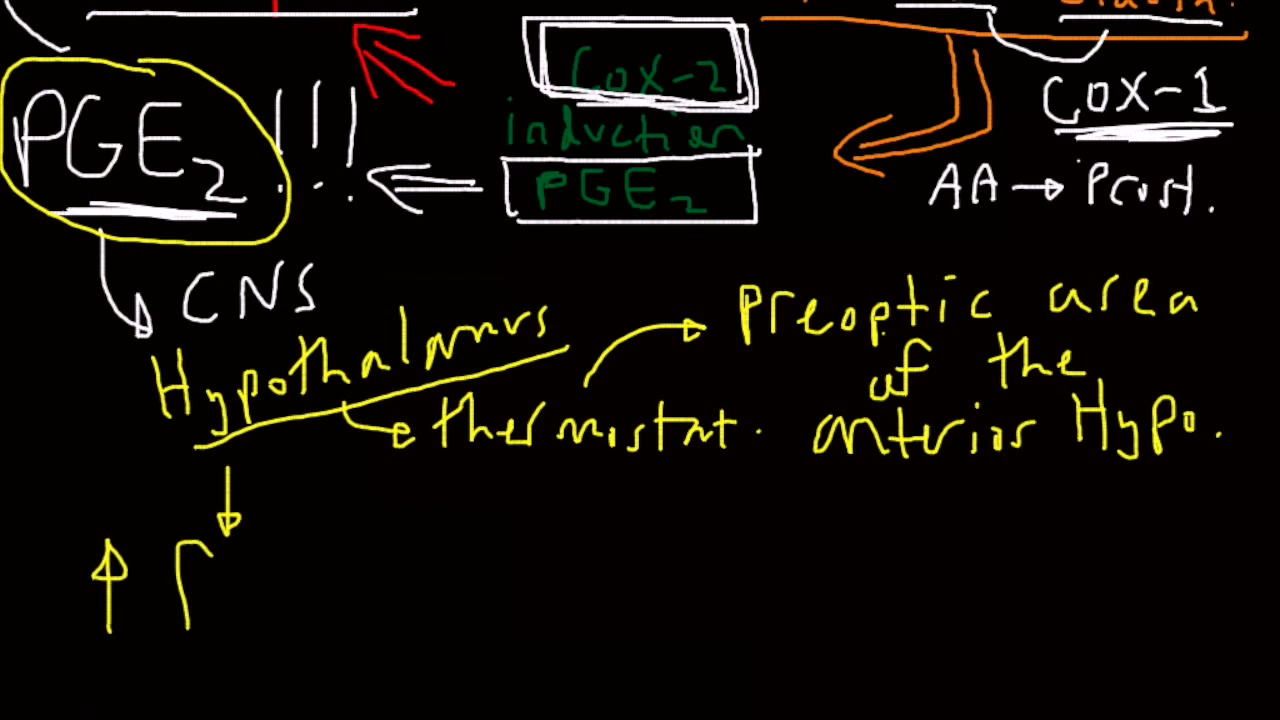 COX-2
induction
PGE2
PGE2 !!!
COX-1
AA → Prost.
CNS
Hypothalamus
thermostat.
Preoptic area
of the
anterior Hypo.
↑